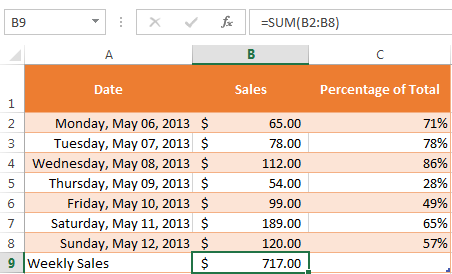 B9 fx =SUM(B2:B8)
A B C
1 Date Sales Percentage of Total
2 Monday, May 06, 2013 $ 65.00 71%
3 Tuesday, May 07, 2013 $ 78.00 78%
4 Wednesday, May 08, 2013 $ 112.00 86%
5 Thursday, May 09, 2013 $ 54.00 28%
6 Friday, May 10, 2013 $ 99.00 49%
7 Saturday, May 11, 2013 $ 189.00 65%
8 Sunday, May 12, 2013 $ 120.00 57%
9 Weekly Sales $ 717.00